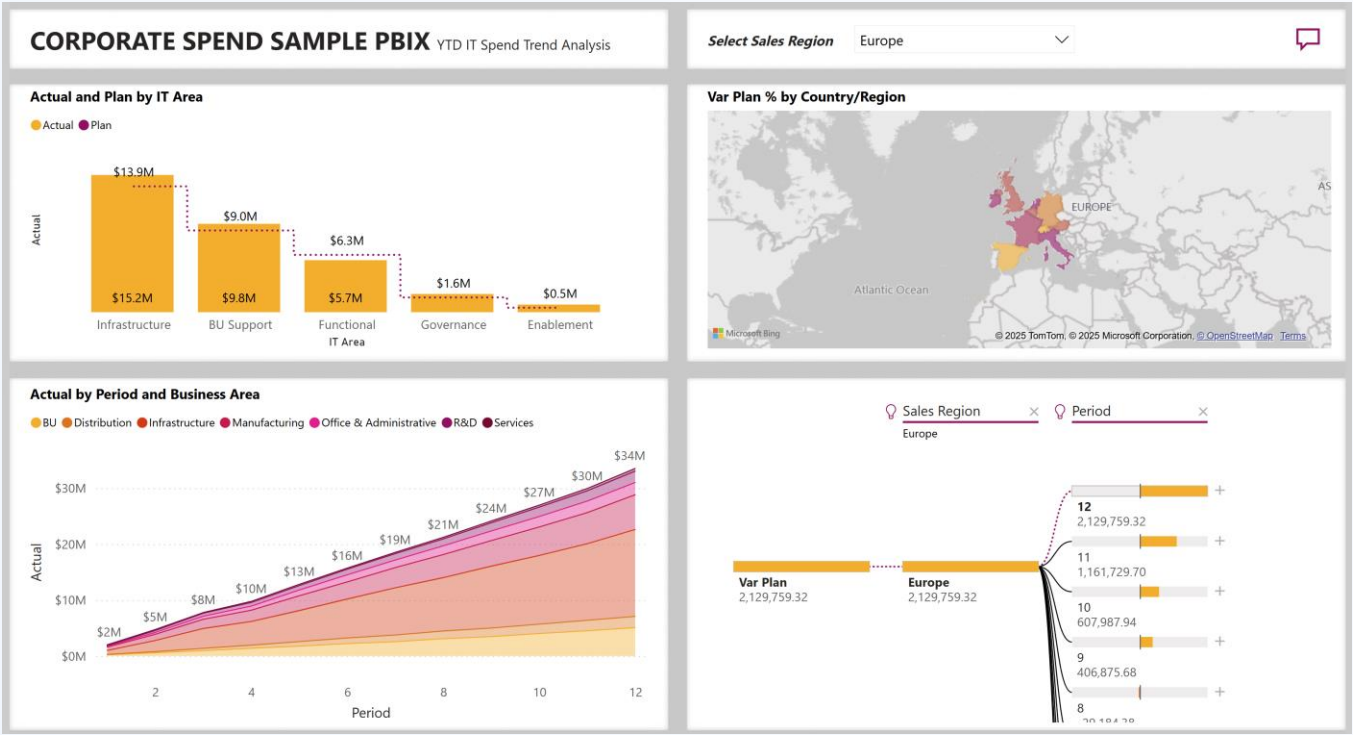 CORPORATE SPEND SAMPLE PBIX YTD IT Spend Trend Analysis
Select Sales Region Europe
Actual and Plan by IT Area
Actual Plan
$13.9M
$9.0M
$6.3M
$1.6M
$0.5M
Actual
$15.2M $9.8M $5.7M
Infrastructure BU Support Functional Governance Enablement
IT Area
Var Plan % by Country/Region
AS
EUROPE
Atlantic Ocean
Microsoft Bing
© 2025 TomTom, © 2025 Microsoft Corporation, © OpenStreetMap Terms
Actual by Period and Business Area
BU Distribution Infrastructure Manufacturing Office & Administrative R&D Services
$34M
$30M
$27M
$24M
$21M
$19M
$16M
$13M
$10M
$8M
$5M
$2M
$30M
$20M
$10M
$0M
Actual
2 4 6 8 10 12
Period
Sales Region Period
Europe
12
2,129,759.32
11
1,161,729.70
10
607,987.94
9
406,875.68
8
Var Plan
2,129,759.32
Europe
2,129,759.32